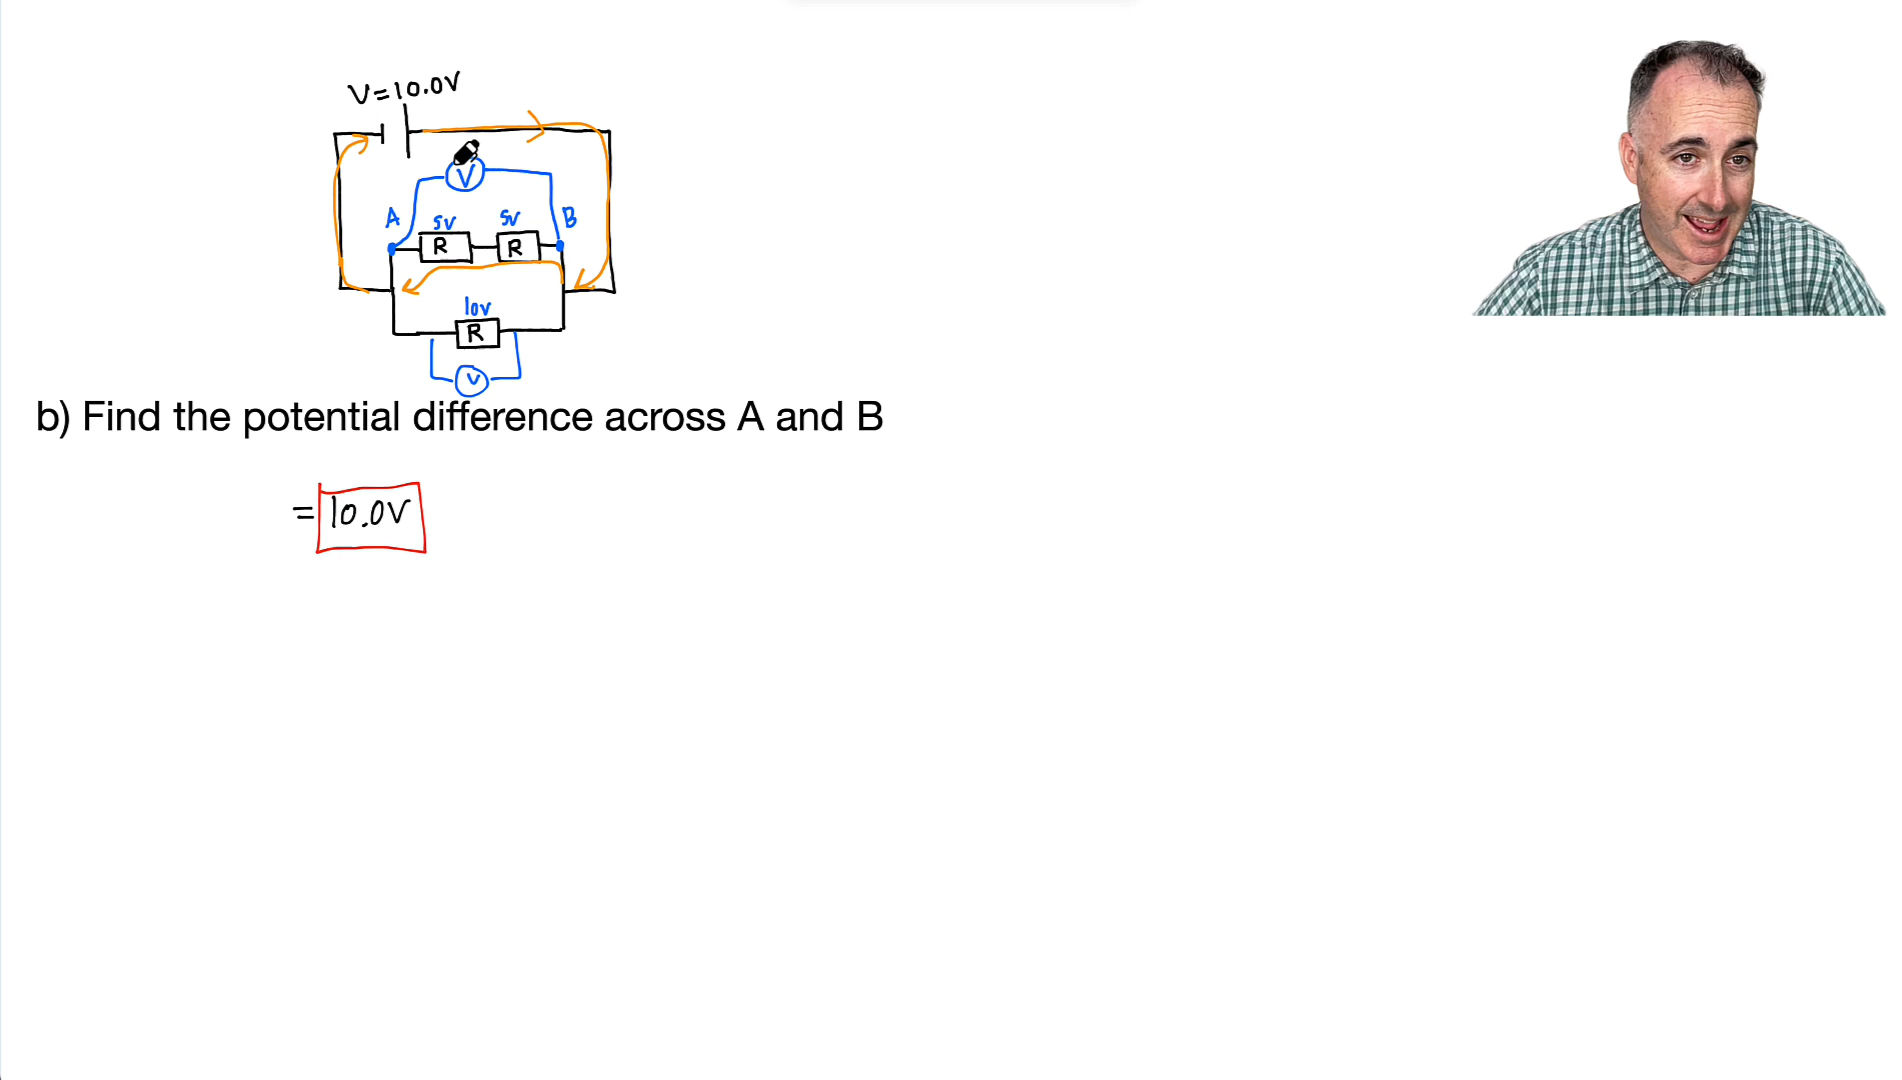 V=10.0V
V
A 5V 5V B
R R
10V
R
V
b) Find the potential difference across A and B
= 10.0V